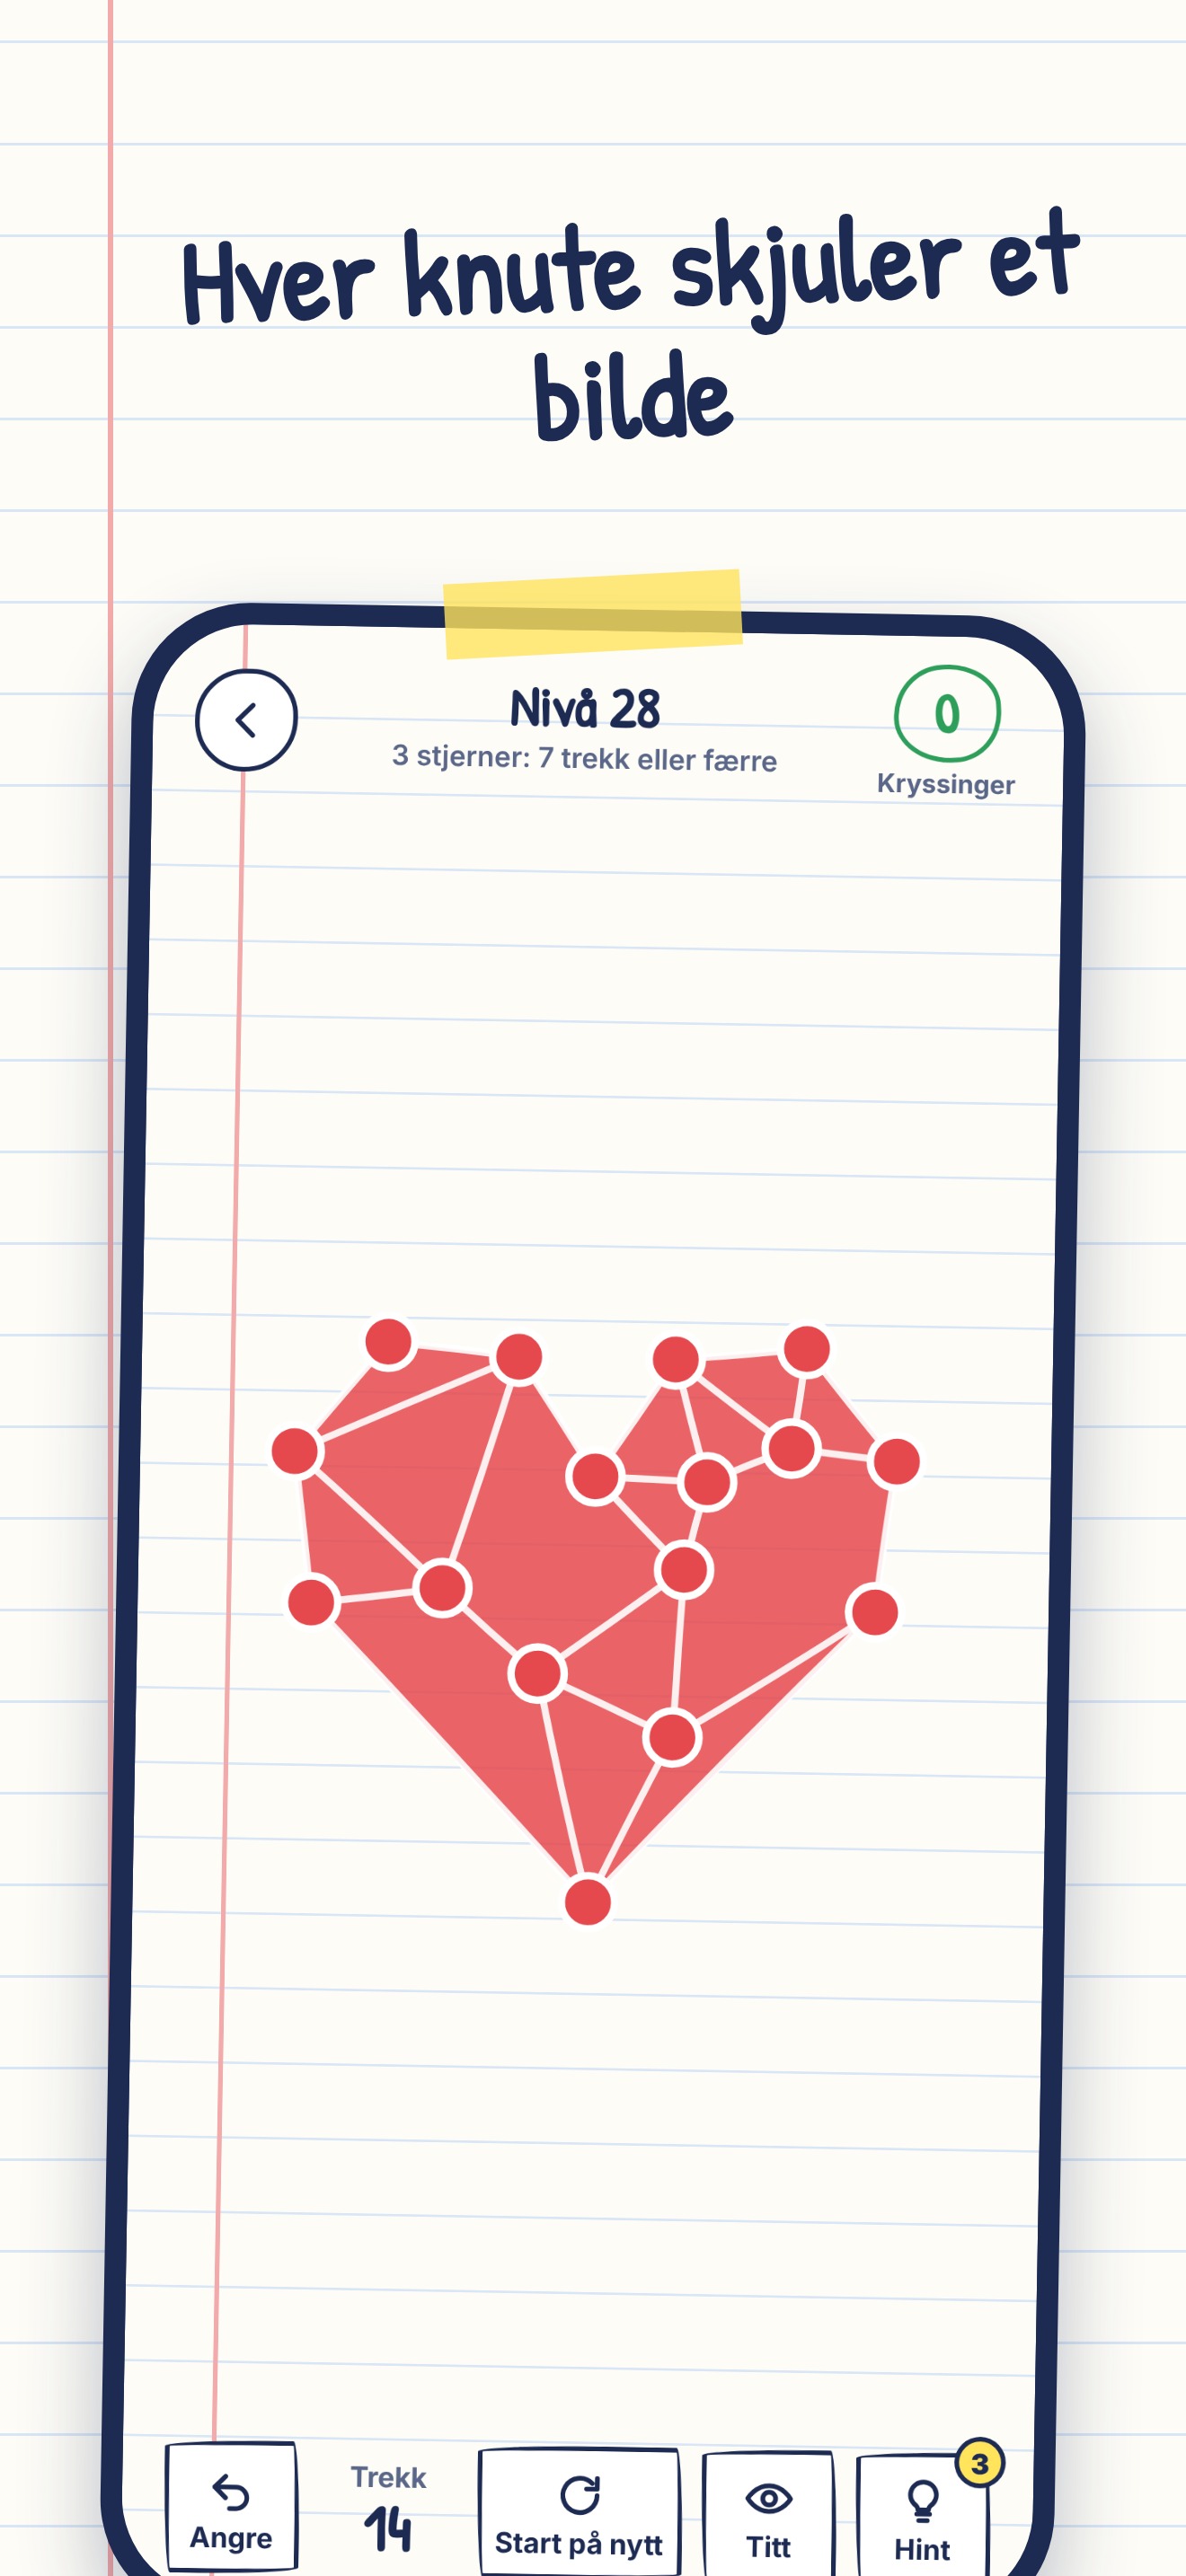 Hver knute skjuler et
bilde
Nivå 28
3 stjerner: 7 trekk eller færre
0
Kryssinger
Angre
Trekk
14
Start på nytt
Titt
3
Hint